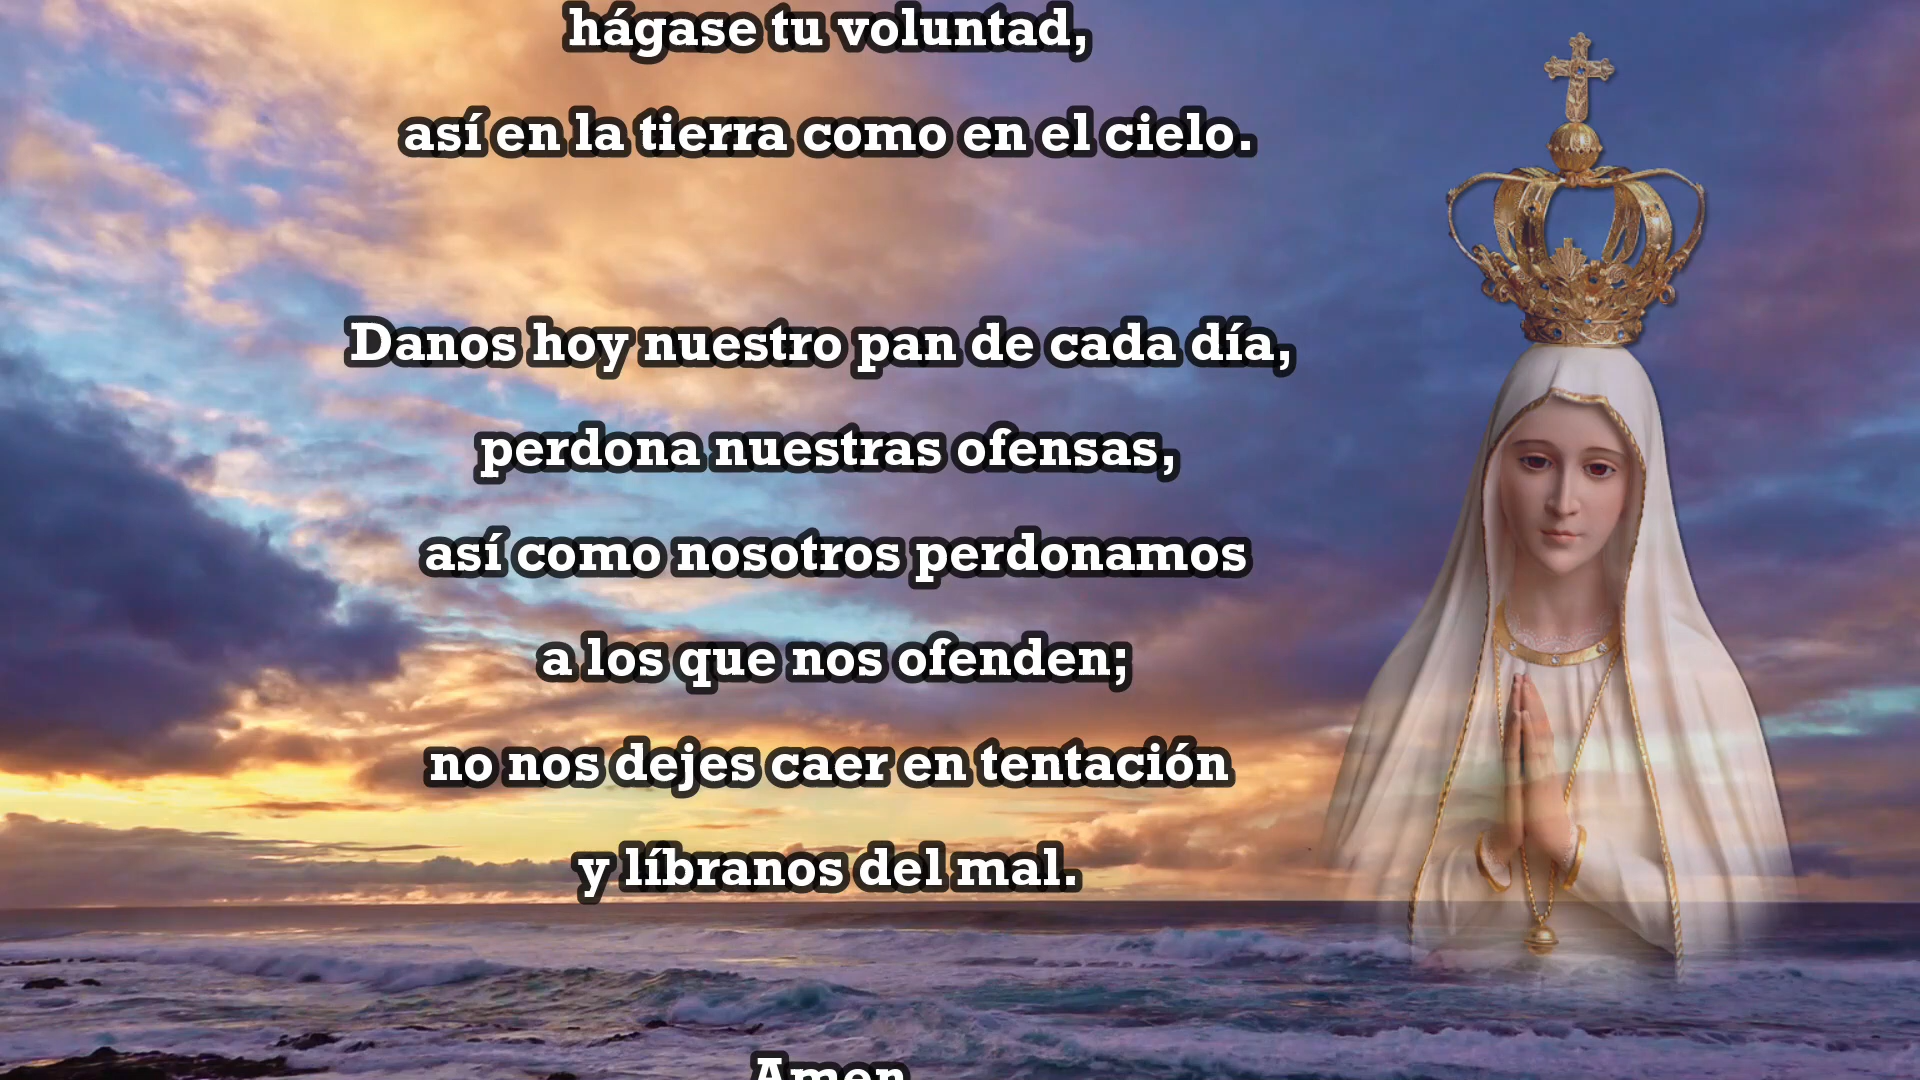 hágase tu voluntad,
así en la tierra como en el cielo.
Danos hoy nuestro pan de cada día,
perdona nuestras ofensas,
así como nosotros perdonamos
a los que nos ofenden;
no nos dejes caer en tentación
y líbranos del mal.
Amen